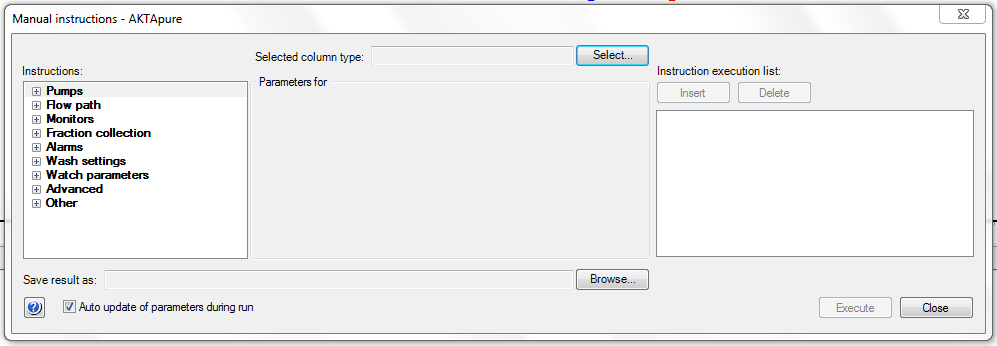 Manual instructions - AKTApure
Selected column type:
Select...
Instructions:
Parameters for
Instruction execution list:
Insert
Delete
Pumps
Flow path
Monitors
Fraction collection
Alarms
Wash settings
Watch parameters
Advanced
Other
Save result as:
Browse...
Auto update of parameters during run
Execute
Close